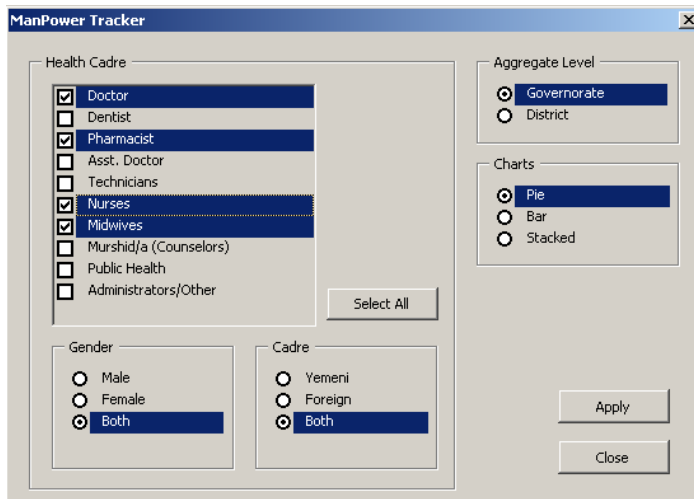 ManPower Tracker
Health Cadre
Doctor
Dentist
Pharmacist
Asst. Doctor
Technicians
Nurses
Midwives
Murshid/a (Counselors)
Public Health
Administrators/Other
Select All
Gender
Male
Female
Both
Cadre
Yemeni
Foreign
Both
Aggregate Level
Governorate
District
Charts
Pie
Bar
Stacked
Apply
Close